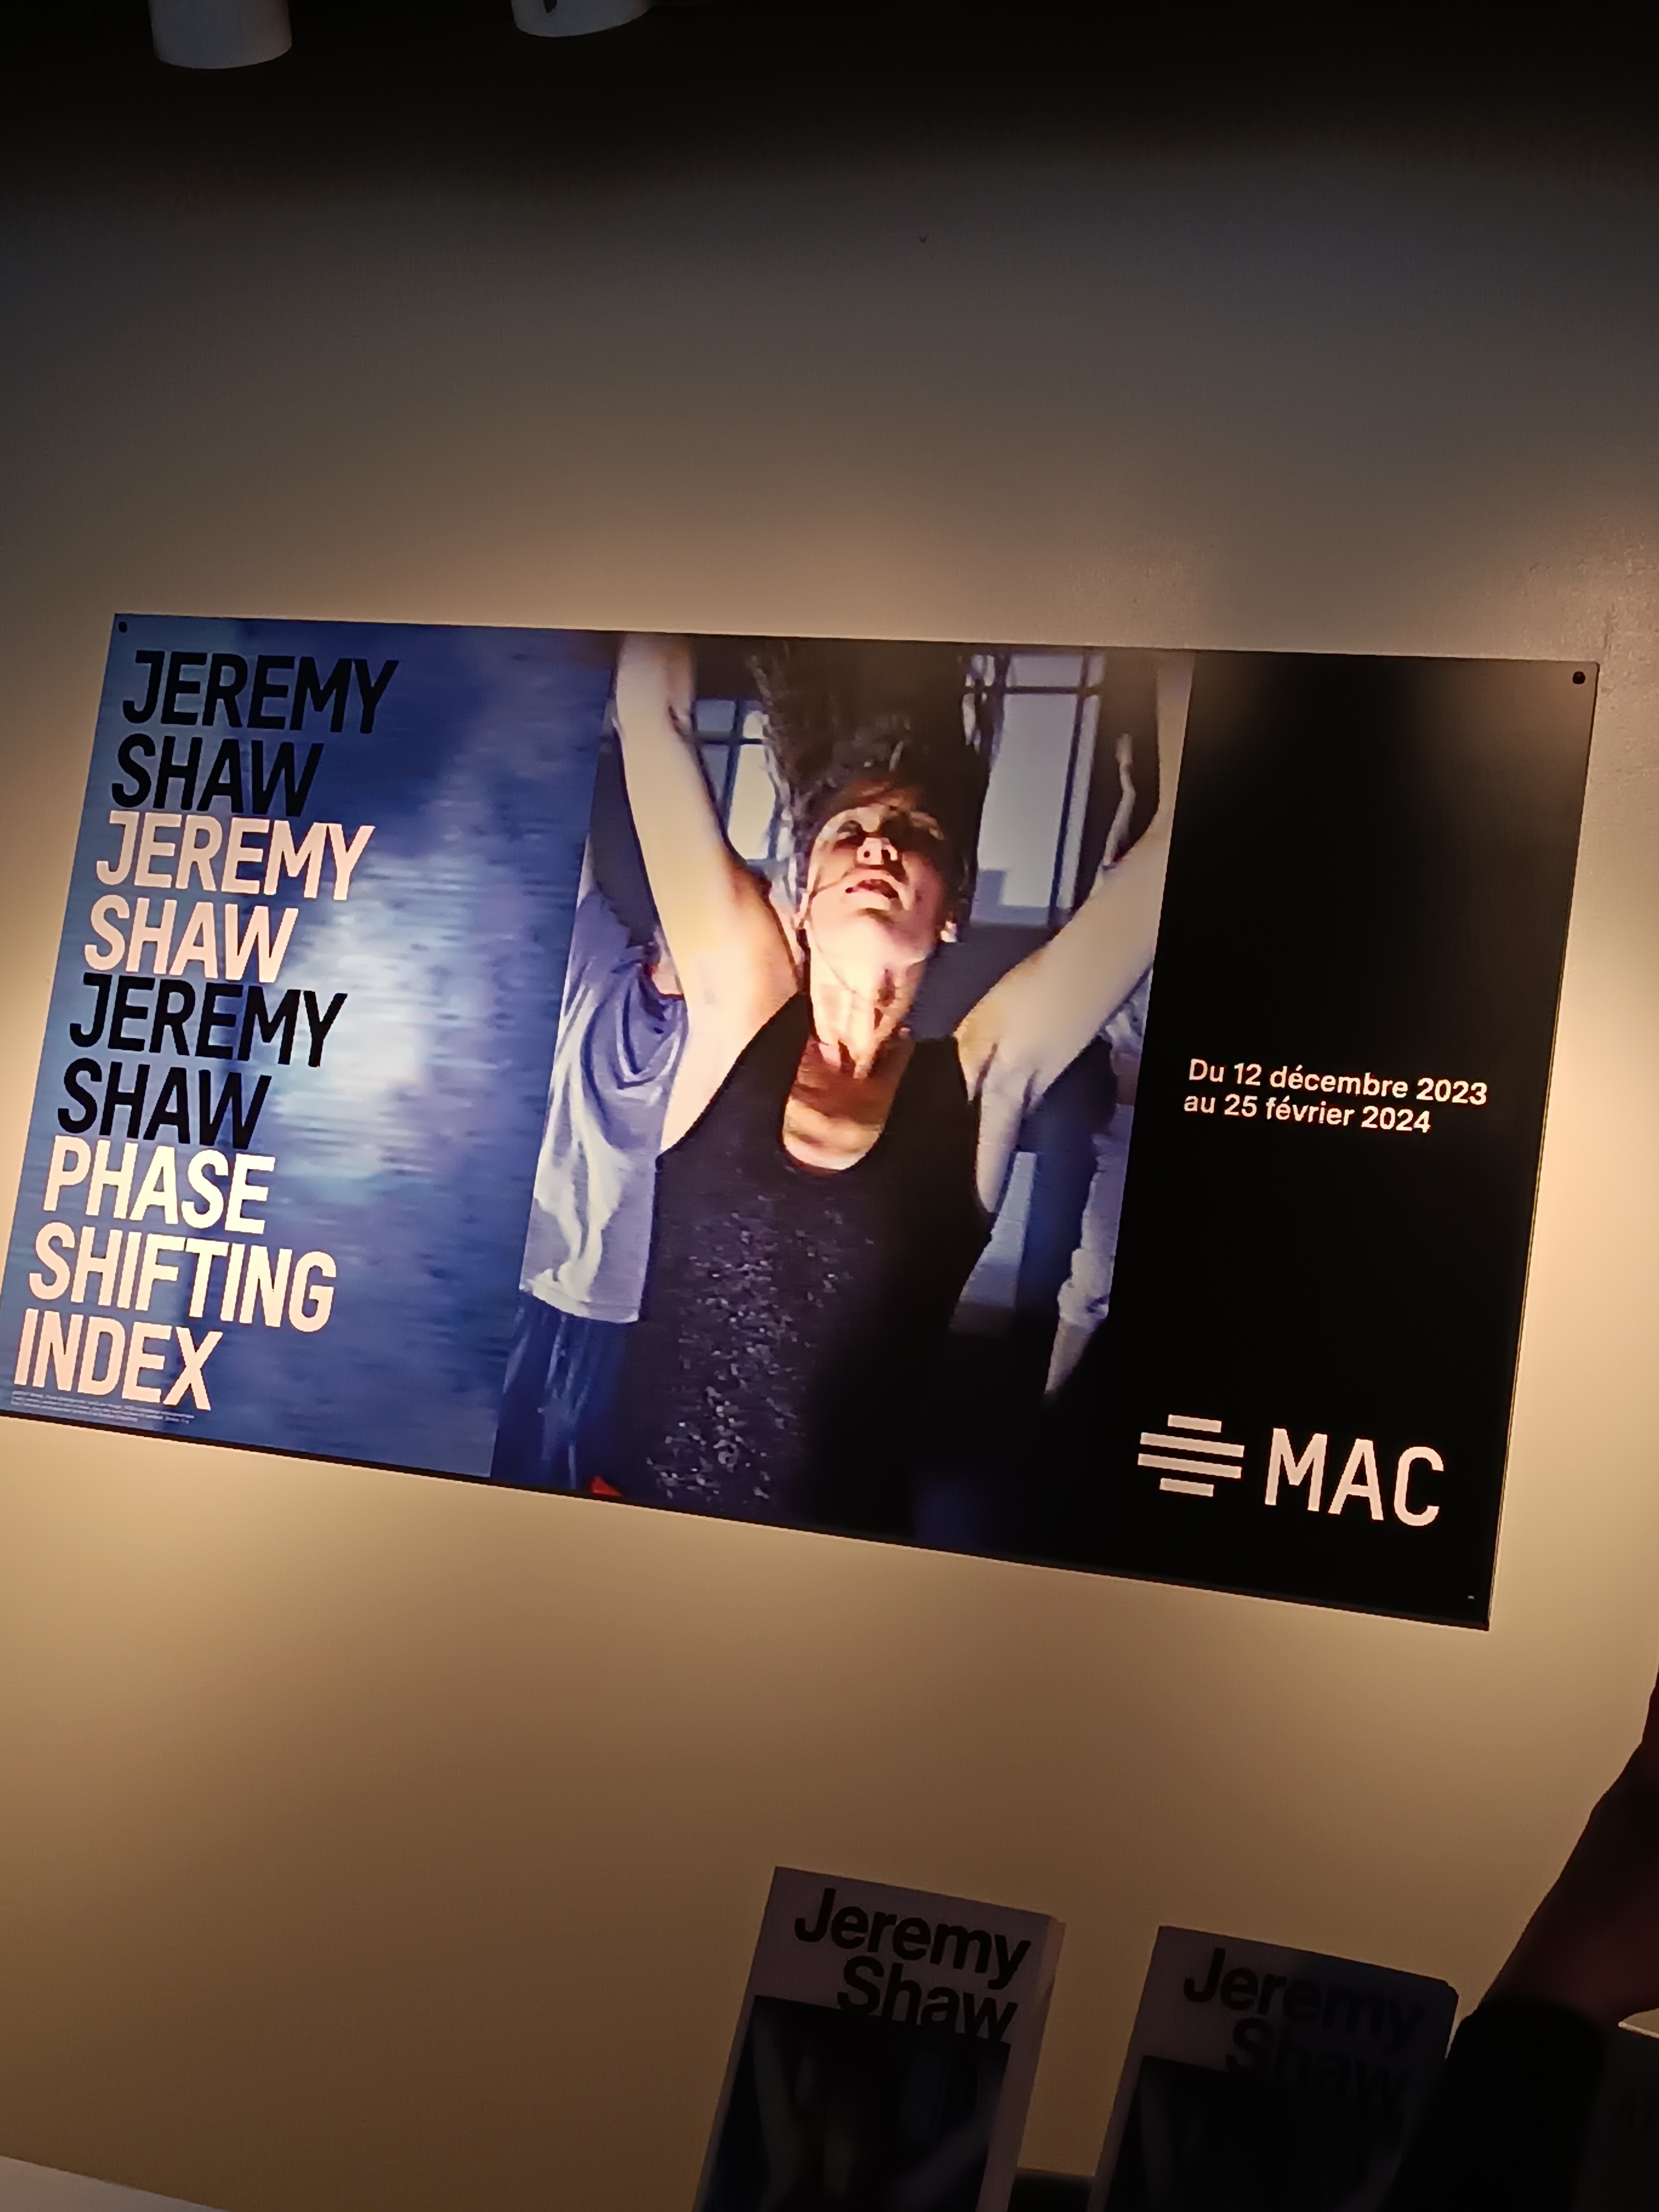 JEREMY
SHAW
JEREMY
SHAW
JEREMY
SHAW
PHASE
SHIFTING
INDEX
Du 12 décembre 2023
au 25 février 2024
MAC
Jeremy
Shaw
Jeremy
Shaw